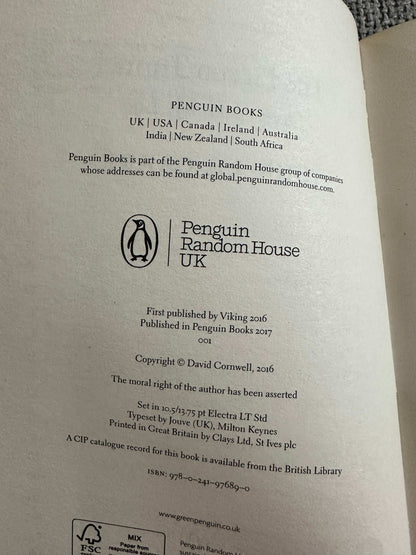 PENGUIN BOOKS
UK | USA | Canada | Ireland | Australia
India | New Zealand | South Africa
Penguin Books is part of the Penguin Random House group of companies
whose addresses can be found at global.penguinrandomhouse.com.
Penguin
Random House
UK
First published by Viking 2016
Published in Penguin Books 2017
001
Copyright © David Cornwell, 2016
The moral right of the author has been asserted
Set in 10.5/13.75 pt Electra LT Std
Typeset by Jouve (UK), Milton Keynes
Printed in Great Britain by Clays Ltd, St Ives plc
A CIP catalogue record for this book is available from the British Library
ISBN: 978-0-241-97689-0
www.greenpenguin.co.uk
FSC
MIX
Paper from
responsible sources
Penguin Random